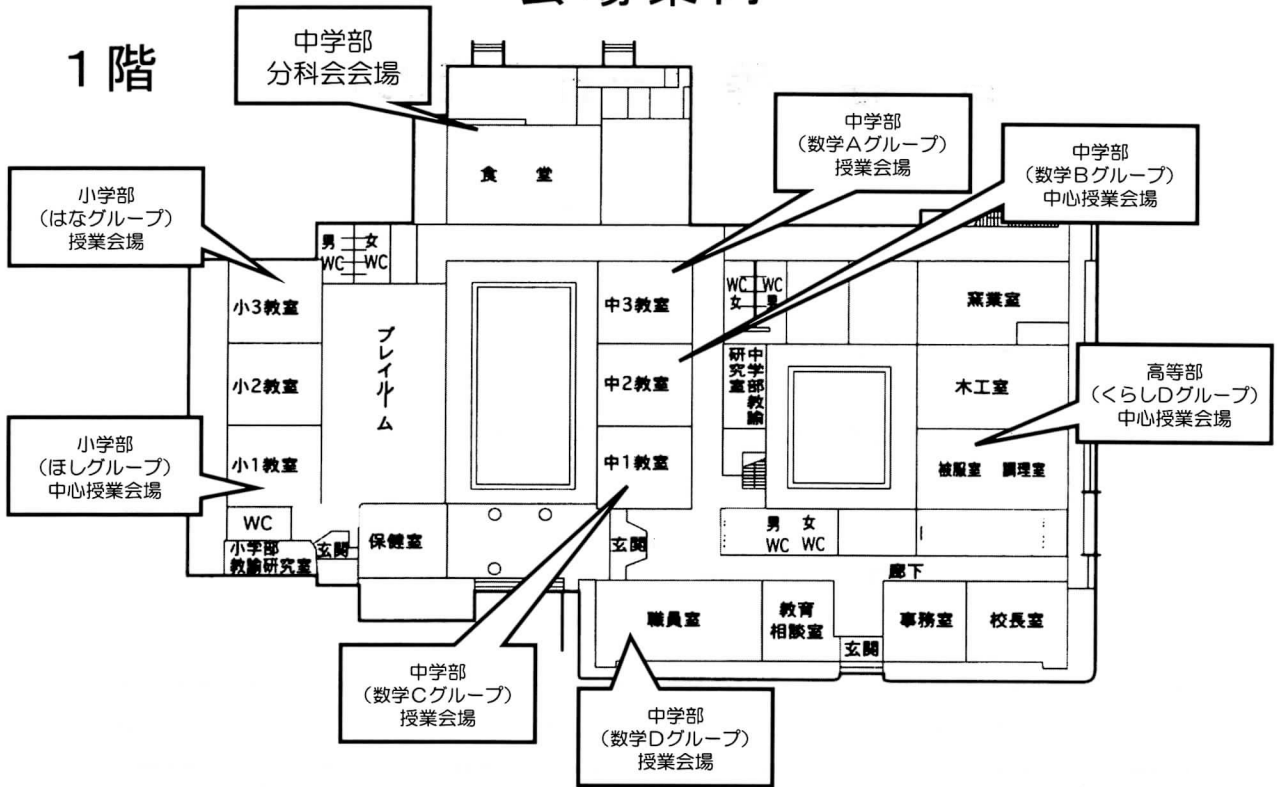 1階
中学部
分科会会場
中学部
(数学Aグループ)
授業会場
中学部
(数学Bグループ)
中心授業会場
小学部
(はなグループ)
授業会場
食 堂
男 女
WC WC
小3教室
プレイルーム
中3教室
WC WC
女 男
窯業室
小2教室
中2教室
中学部教諭
研究室
木工室
高等部
(くらしDグループ)
中心授業会場
小学部
(ほしグループ)
中心授業会場
小1教室
中1教室
被服室 調理室
WC
小学部
教諭研究室
玄関
保健室
玄関
男 女
WC WC
廊下
職員室
教育
相談室
玄関
事務室
校長室
中学部
(数学Cグループ)
授業会場
中学部
(数学Dグループ)
授業会場